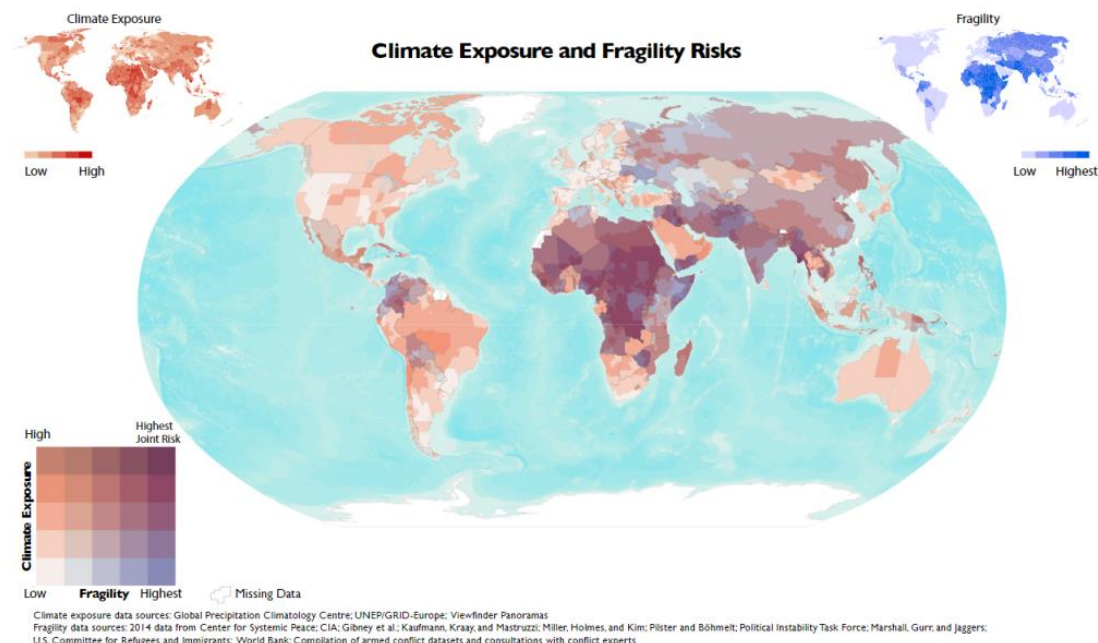 Climate Exposure
Fragility
Climate Exposure and Fragility Risks
Low High
Low Highest
High
Highest
Joint Risk
Climate Exposure
Low Fragility Highest
Missing Data
Climate exposure data sources: Global Precipitation Climatology Centre; UNEP/GRID-Europe; Viewfinder Panoramas
Fragility data sources: 2014 data from Center for Systemic Peace; CIA; Gibney et al.; Kaufmann, Kraay, and Mastruzzi; Miller, Holmes, and Kim; Pilster and Böhmelt; Political Instability Task Force; Marshall, Gurr, and Jaggers;
U.S. Committee for Refugees and Immigrants; World Bank; Compilation of armed conflict datasets and consultations with conflict experts